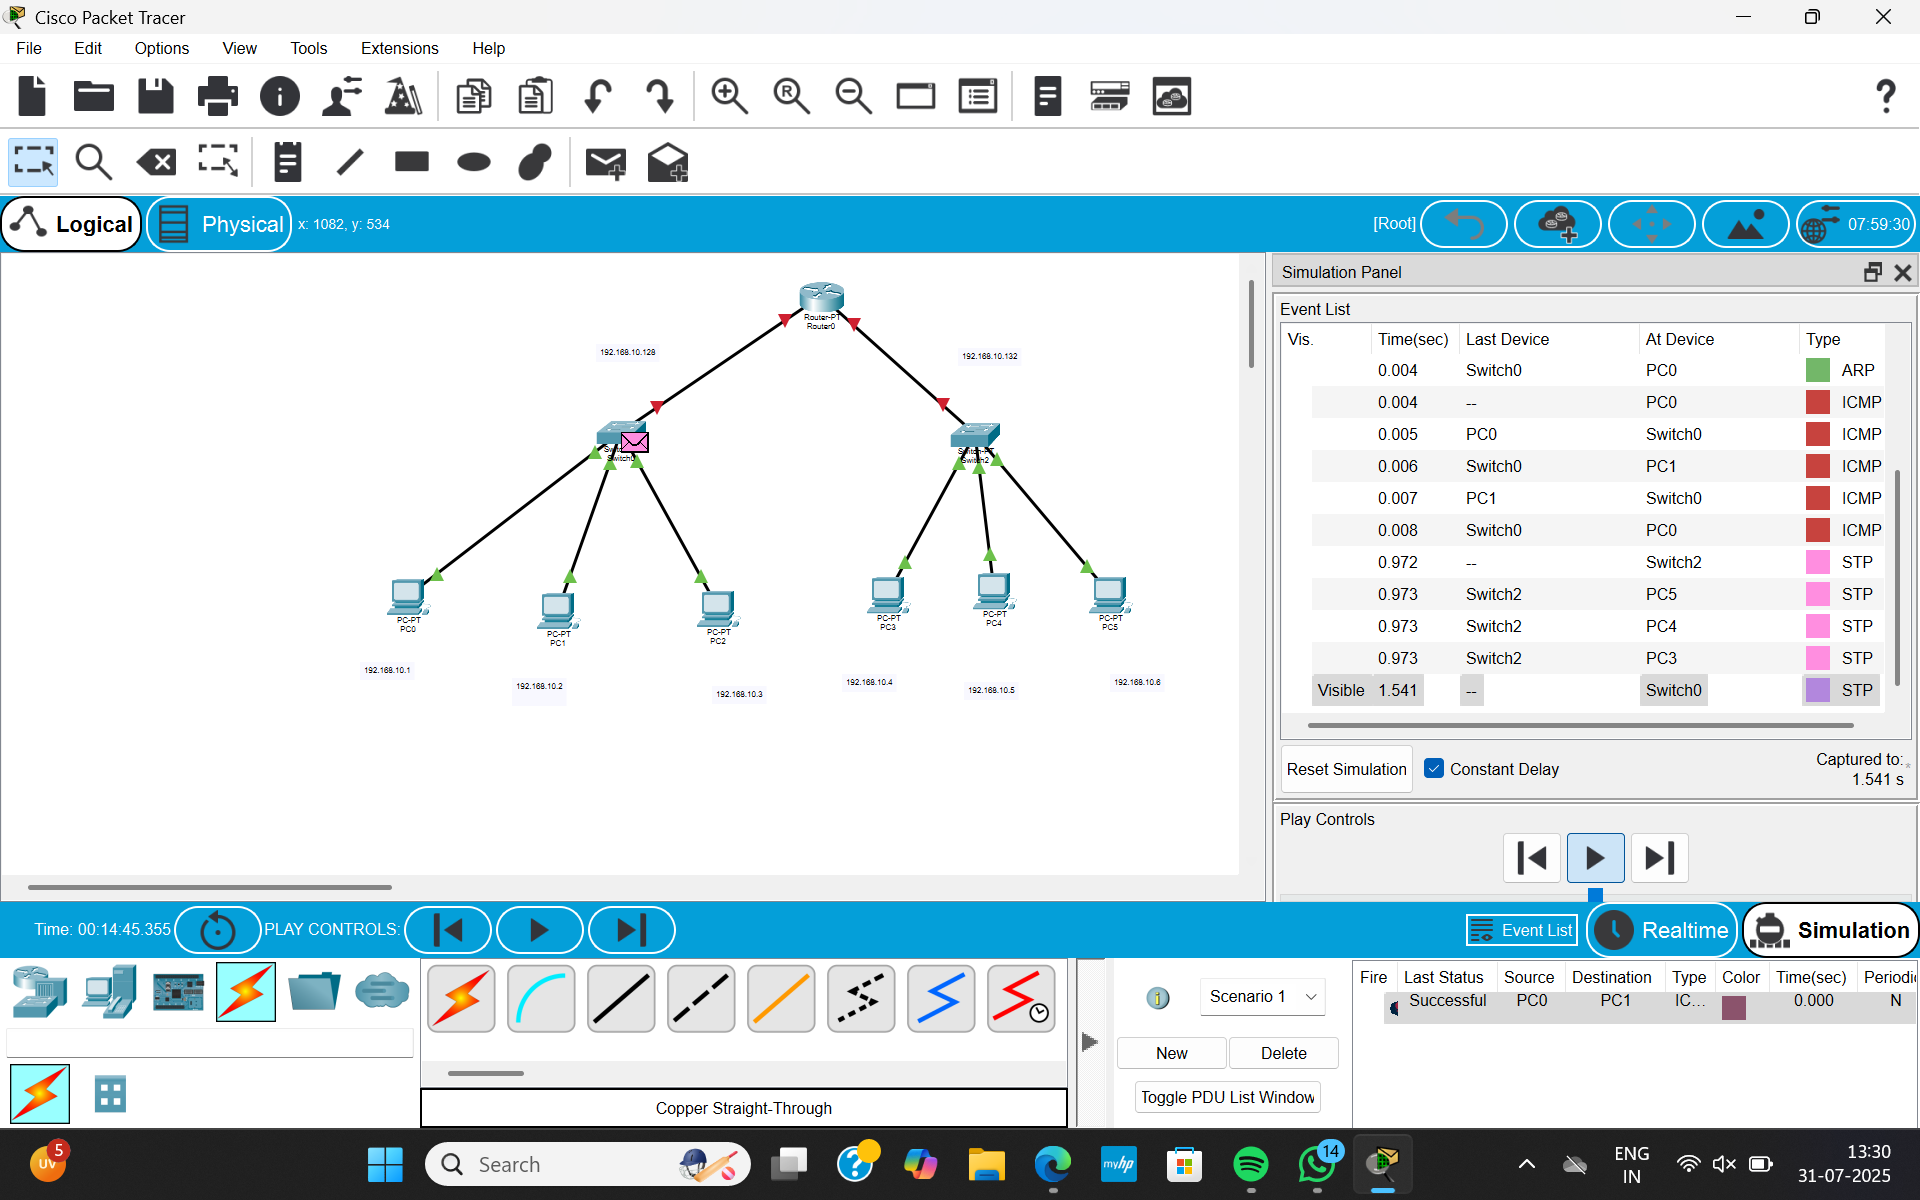 Cisco Packet Tracer
File Edit Options View Tools Extensions Help
Logical Physical x: 1082, y: 534 [Root] 07:59:30
Router-PT
Router0
192.168.10.128
192.168.10.132
Switch0
Switch-PT
Switch2
PC-PT
PC0
PC-PT
PC1
PC-PT
PC2
PC-PT
PC3
PC-PT
PC4
PC-PT
PC5
192.168.10.1
192.168.10.2
192.168.10.3
192.168.10.4
192.168.10.5
192.168.10.6
Simulation Panel
Event List
Vis. Time(sec) Last Device At Device Type
0.004 Switch0 PC0 ARP
0.004 -- PC0 ICMP
0.005 PC0 Switch0 ICMP
0.006 Switch0 PC1 ICMP
0.007 PC1 Switch0 ICMP
0.008 Switch0 PC0 ICMP
0.972 -- Switch2 STP
0.973 Switch2 PC5 STP
0.973 Switch2 PC4 STP
0.973 Switch2 PC3 STP
Visible 1.541 -- Switch0 STP
Reset Simulation Constant Delay Captured to: *
1.541 s
Play Controls
Time: 00:14:45.355 PLAY CONTROLS: Event List Realtime Simulation
Scenario 1
New Delete
Toggle PDU List Window
Fire Last Status Source Destination Type Color Time(sec) Periodic
Successful PC0 PC1 IC... 0.000 N
Copper Straight-Through
5
UV
Search
myhp
14
ENG
IN
13:30
31-07-2025